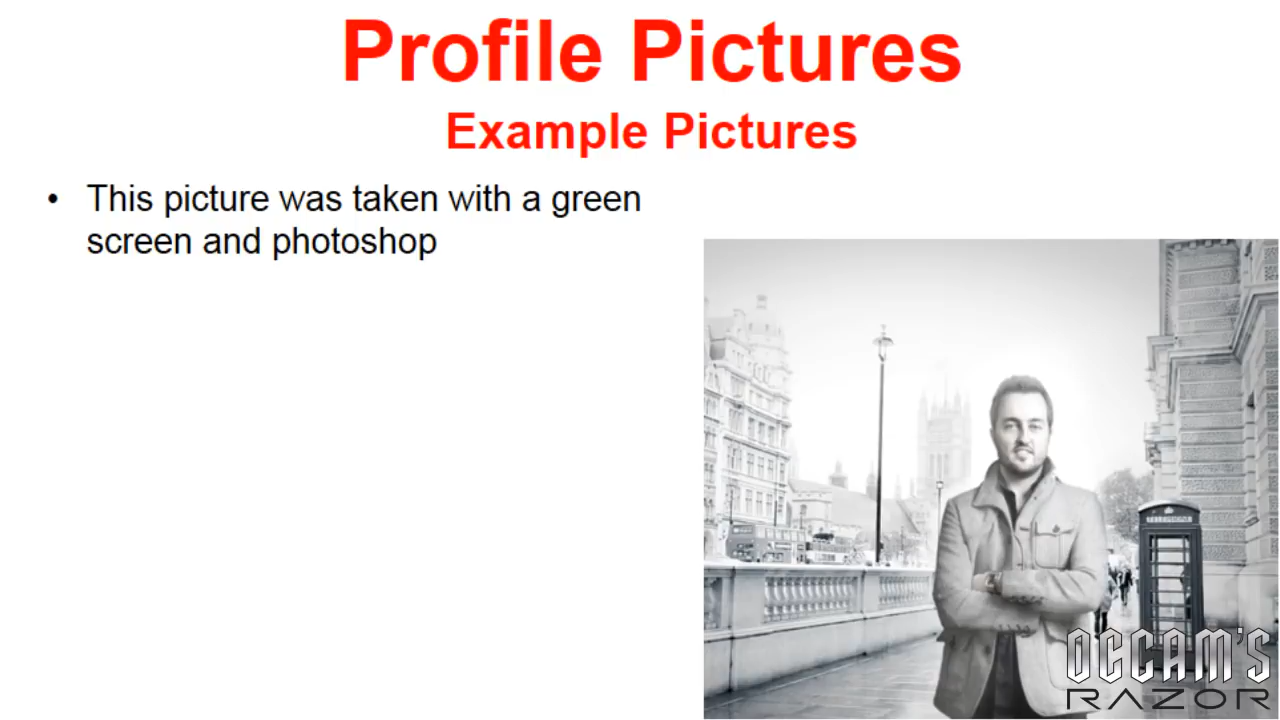 Profile Pictures
Example Pictures
• This picture was taken with a green
screen and photoshop
TELEPHONE
OCCAM'S
RAZOR